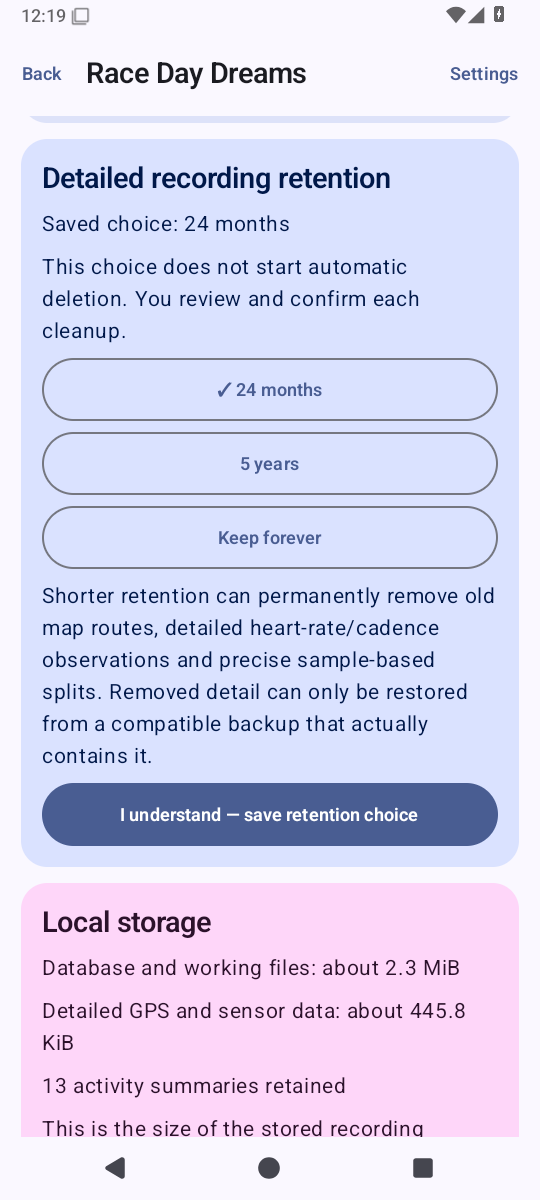 12:19
Back Race Day Dreams Settings
Detailed recording retention
Saved choice: 24 months
This choice does not start automatic
deletion. You review and confirm each
cleanup.
✓ 24 months
5 years
Keep forever
Shorter retention can permanently remove old
map routes, detailed heart-rate/cadence
observations and precise sample-based
splits. Removed detail can only be restored
from a compatible backup that actually
contains it.
I understand — save retention choice
Local storage
Database and working files: about 2.3 MiB
Detailed GPS and sensor data: about 445.8
KiB
13 activity summaries retained
This is the size of the stored recording